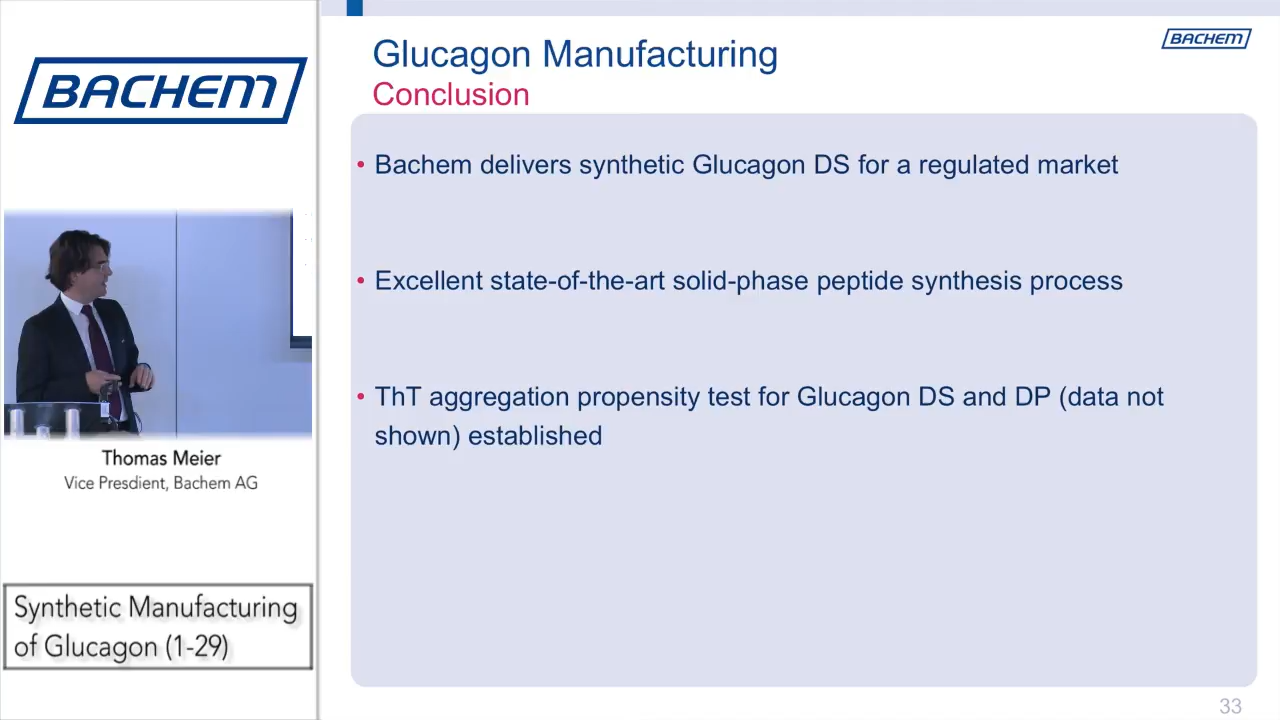 BACHEM
Thomas Meier
Vice Presdient, Bachem AG
Synthetic Manufacturing
of Glucagon (1-29)
Glucagon Manufacturing
Conclusion
BACHEM
• Bachem delivers synthetic Glucagon DS for a regulated market
• Excellent state-of-the-art solid-phase peptide synthesis process
• ThT aggregation propensity test for Glucagon DS and DP (data not
shown) established
33